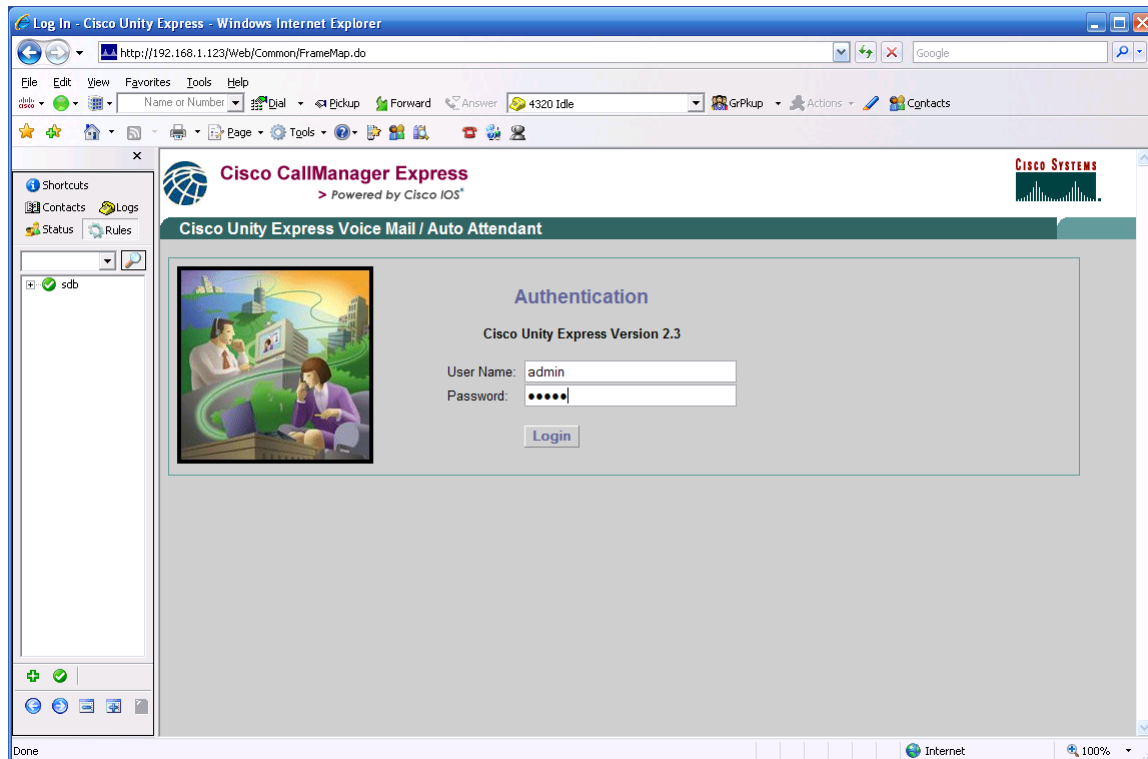 Log In - Cisco Unity Express - Windows Internet Explorer
http://192.168.1.123/Web/Common/FrameMap.do
Google
File Edit View Favorites Tools Help
cisco Name or Number Dial Pickup Forward Answer 4320 Idle GrPkup Actions Contacts
Page Tools
Shortcuts
Contacts Logs
Status Rules
sdb
Cisco CallManager Express
> Powered by Cisco IOS®
CISCO SYSTEMS
Cisco Unity Express Voice Mail / Auto Attendant
Authentication
Cisco Unity Express Version 2.3
User Name: admin
Password: •••••
Login
Done Internet 100%